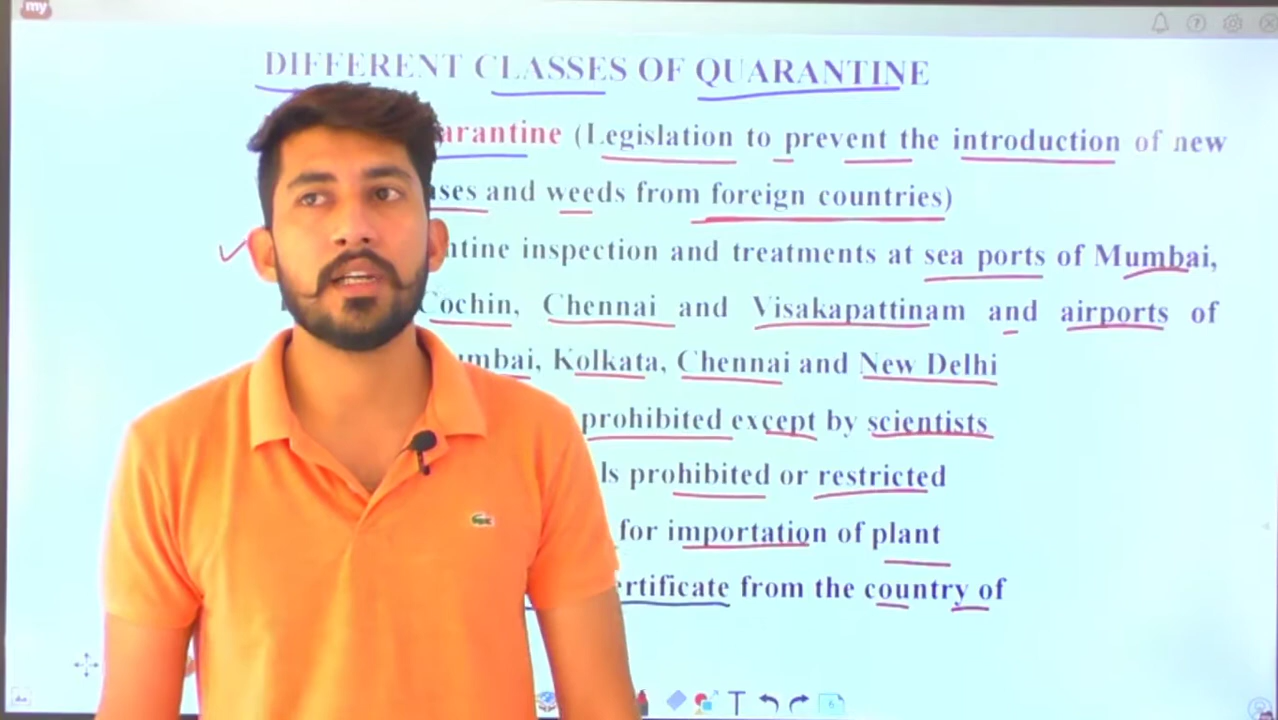 my
DIFFERENT CLASSES OF QUARANTINE
arantine (Legislation to prevent the introduction of new
ses and weeds from foreign countries)
ntine inspection and treatments at sea ports of Mumbai,
Cochin, Chennai and Visakapattinam and airports of
mbai, Kolkata, Chennai and New Delhi
prohibited except by scientists
ls prohibited or restricted
for importation of plant
rtificate from the country of
T